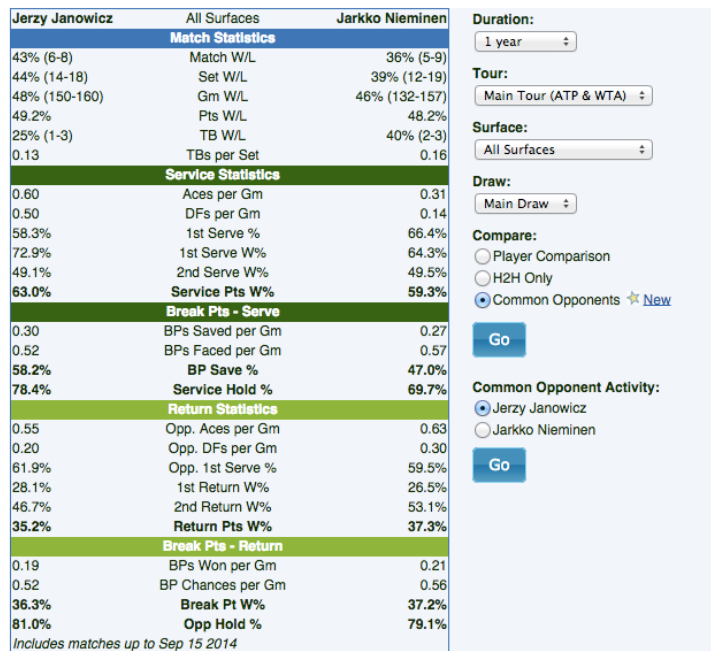 Jerzy Janowicz All Surfaces Jarkko Nieminen
Match Statistics
43% (6-8) Match W/L 36% (5-9)
44% (14-18) Set W/L 39% (12-19)
48% (150-160) Gm W/L 46% (132-157)
49.2% Pts W/L 48.2%
25% (1-3) TB W/L 40% (2-3)
0.13 TBs per Set 0.16
Service Statistics
0.60 Aces per Gm 0.31
0.50 DFs per Gm 0.14
58.3% 1st Serve % 66.4%
72.9% 1st Serve W% 64.3%
49.1% 2nd Serve W% 49.5%
63.0% Service Pts W% 59.3%
Break Pts - Serve
0.30 BPs Saved per Gm 0.27
0.52 BPs Faced per Gm 0.57
58.2% BP Save % 47.0%
78.4% Service Hold % 69.7%
Return Statistics
0.55 Opp. Aces per Gm 0.63
0.20 Opp. DFs per Gm 0.30
61.9% Opp. 1st Serve % 59.5%
28.1% 1st Return W% 26.5%
46.7% 2nd Return W% 53.1%
35.2% Return Pts W% 37.3%
Break Pts - Return
0.19 BPs Won per Gm 0.21
0.52 BP Chances per Gm 0.56
36.3% Break Pt W% 37.2%
81.0% Opp Hold % 79.1%
Includes matches up to Sep 15 2014
Duration:
1 year
Tour:
Main Tour (ATP & WTA)
Surface:
All Surfaces
Draw:
Main Draw
Compare:
Player Comparison
H2H Only
Common Opponents New
Go
Common Opponent Activity:
Jerzy Janowicz
Jarkko Nieminen
Go